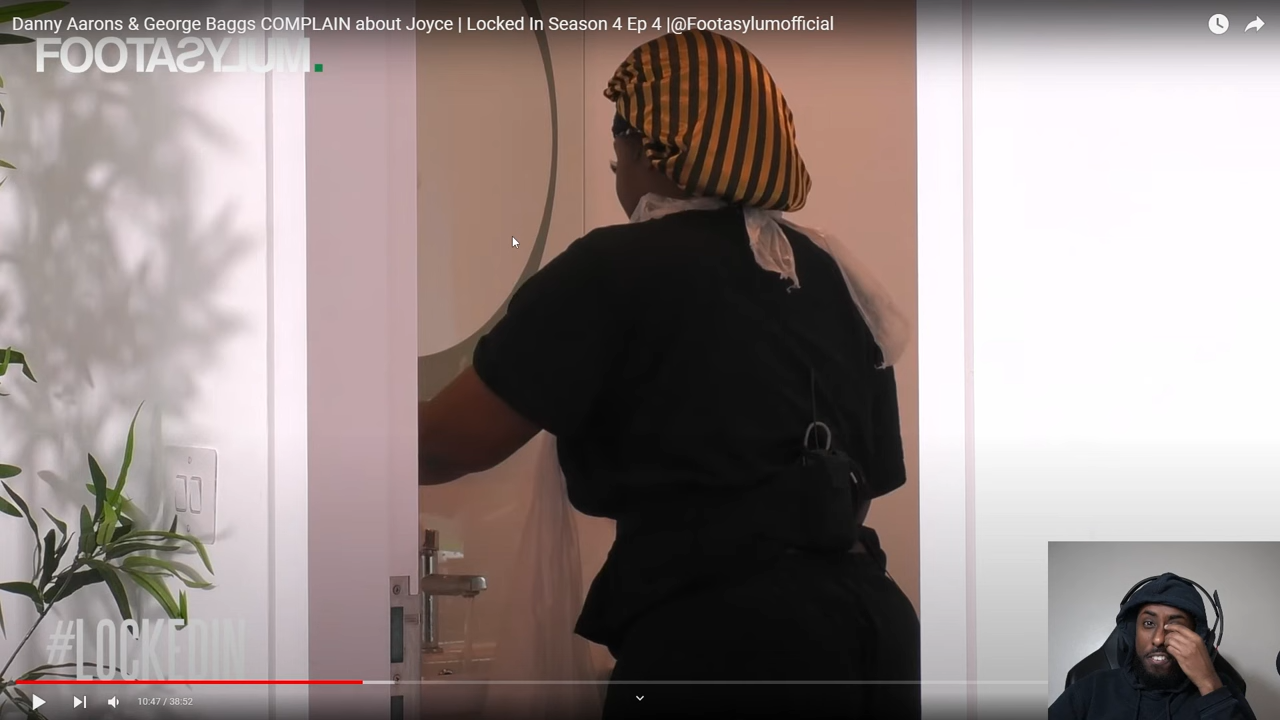 Danny Aarons & George Baggs COMPLAIN about Joyce | Locked In Season 4 Ep 4 |@Footasylumofficial
FOOTASYLUM.
#LOCKEDIN
10:47 / 38:52